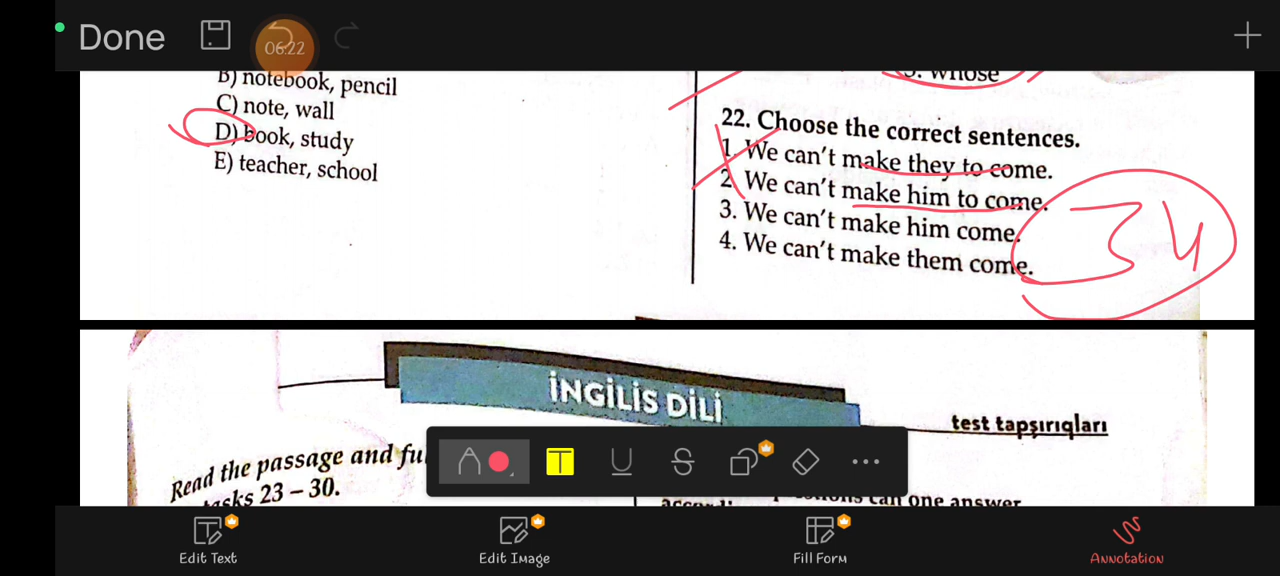 Done
06:22
B) notebook, pencil
C) note, wall
D) book, study
E) teacher, school
whose
22. Choose the correct sentences.
1. We can't make they to come.
2. We can't make him to come.
3. We can't make him come.
4. We can't make them come.
34
İNGİLİS DİLİ
test tapşırıqları
Read the passage and
tasks 23 – 30.
can one answer
Edit Text
Edit Image
Fill Form
Annotation